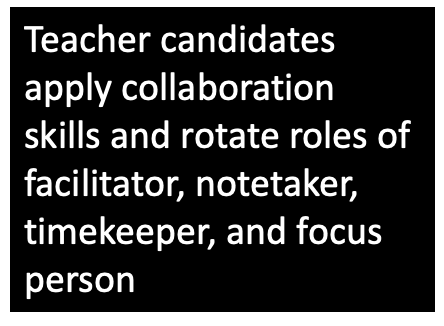 Teacher candidates
apply collaboration
skills and rotate roles of
facilitator, notetaker,
timekeeper, and focus
person